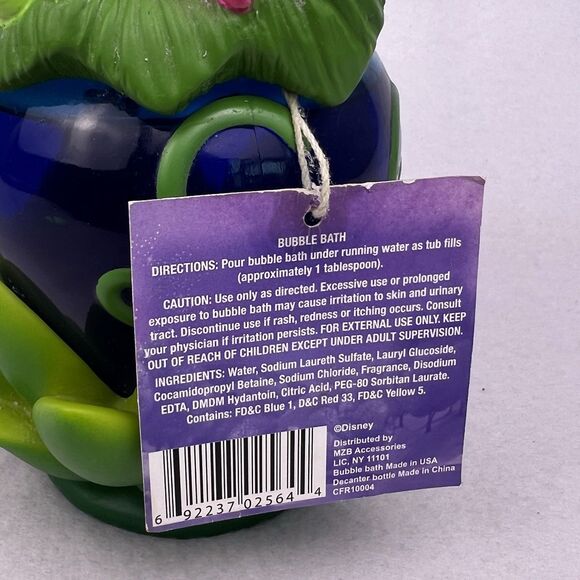 BUBBLE BATH
DIRECTIONS: Pour bubble bath under running water as tub fills
(approximately 1 tablespoon).
CAUTION: Use only as directed. Excessive use or prolonged
exposure to bubble bath may cause irritation to skin and urinary
tract. Discontinue use if rash, redness or itching occurs. Consult
your physician if irritation persists. FOR EXTERNAL USE ONLY. KEEP
OUT OF REACH OF CHILDREN EXCEPT UNDER ADULT SUPERVISION.
INGREDIENTS: Water, Sodium Laureth Sulfate, Lauryl Glucoside,
Cocamidopropyl Betaine, Sodium Chloride, Fragrance, Disodium
EDTA, DMDM Hydantoin, Citric Acid, PEG-80 Sorbitan Laurate.
Contains: FD&C Blue 1, D&C Red 33, FD&C Yellow 5.
©Disney
Distributed by
MZB Accessories
LIC, NY 11101
Bubble bath Made in USA
Decanter bottle Made in China
CFR10004
6 92237 02564 4